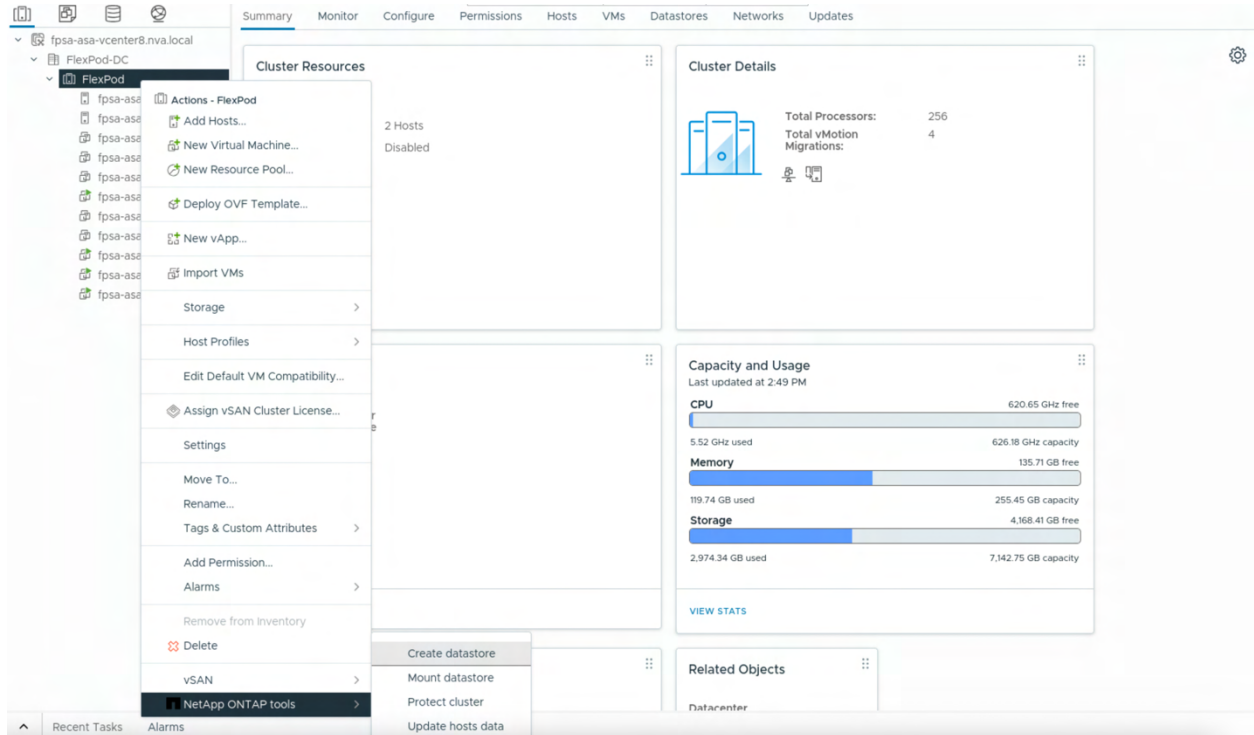 Summary Monitor Configure Permissions Hosts VMs Datastores Networks Updates
fpsa-asa-vcenter8.nva.local
FlexPod-DC
FlexPod
fpsa-asa
fpsa-asa
fpsa-asa
fpsa-asa
fpsa-asa
fpsa-asa
fpsa-asa
fpsa-asa
fpsa-asa
fpsa-asa
fpsa-asa
Actions - FlexPod
Add Hosts...
New Virtual Machine...
New Resource Pool...
Deploy OVF Template...
New vApp...
Import VMs
Storage
Host Profiles
Edit Default VM Compatibility...
Assign vSAN Cluster License...
Settings
Move To...
Rename...
Tags & Custom Attributes
Add Permission...
Alarms
Remove from Inventory
Delete
vSAN
NetApp ONTAP tools
Create datastore
Mount datastore
Protect cluster
Update hosts data
Cluster Resources
2 Hosts
Disabled
Cluster Details
Total Processors: 256
Total vMotion 4
Migrations:
r
e
Capacity and Usage
Last updated at 2:49 PM
CPU 620.65 GHz free
5.52 GHz used 626.18 GHz capacity
Memory 135.71 GB free
119.74 GB used 255.45 GB capacity
Storage 4,168.41 GB free
2,974.34 GB used 7,142.75 GB capacity
VIEW STATS
Related Objects
Datacenter
Recent Tasks Alarms